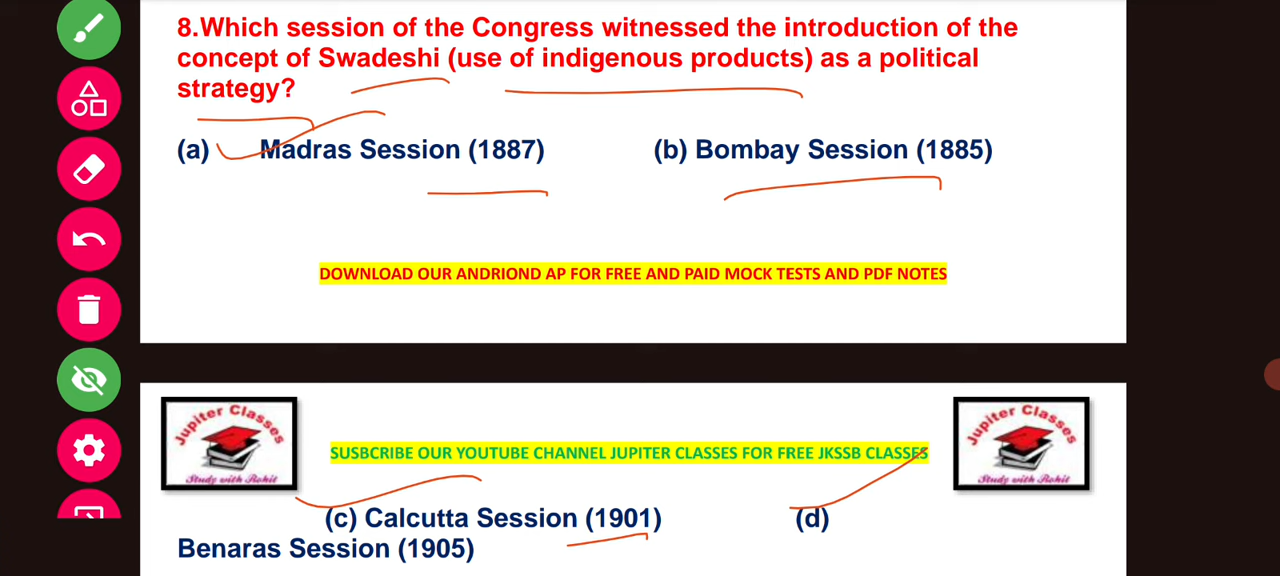 8.Which session of the Congress witnessed the introduction of the
concept of Swadeshi (use of indigenous products) as a political
strategy?
(a) Madras Session (1887) (b) Bombay Session (1885)
DOWNLOAD OUR ANDRIOND AP FOR FREE AND PAID MOCK TESTS AND PDF NOTES
Jupiter Classes
Study with Rohit
SUSBCRIBE OUR YOUTUBE CHANNEL JUPITER CLASSES FOR FREE JKSSB CLASSES
Jupiter Classes
Study with Rohit
(c) Calcutta Session (1901) (d)
Benaras Session (1905)